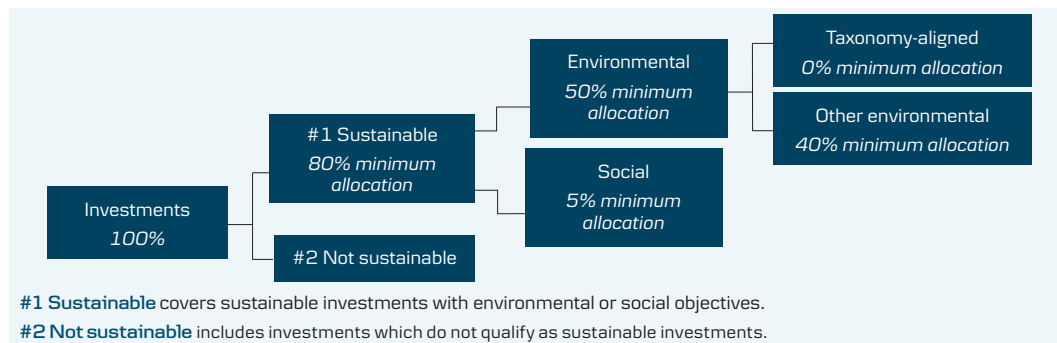 Taxonomy-aligned
0% minimum allocation
Environmental
50% minimum
allocation
Other environmental
40% minimum allocation
#1 Sustainable
80% minimum
allocation
Social
5% minimum
allocation
Investments
100%
#2 Not sustainable
#1 Sustainable covers sustainable investments with environmental or social objectives.
#2 Not sustainable includes investments which do not qualify as sustainable investments.